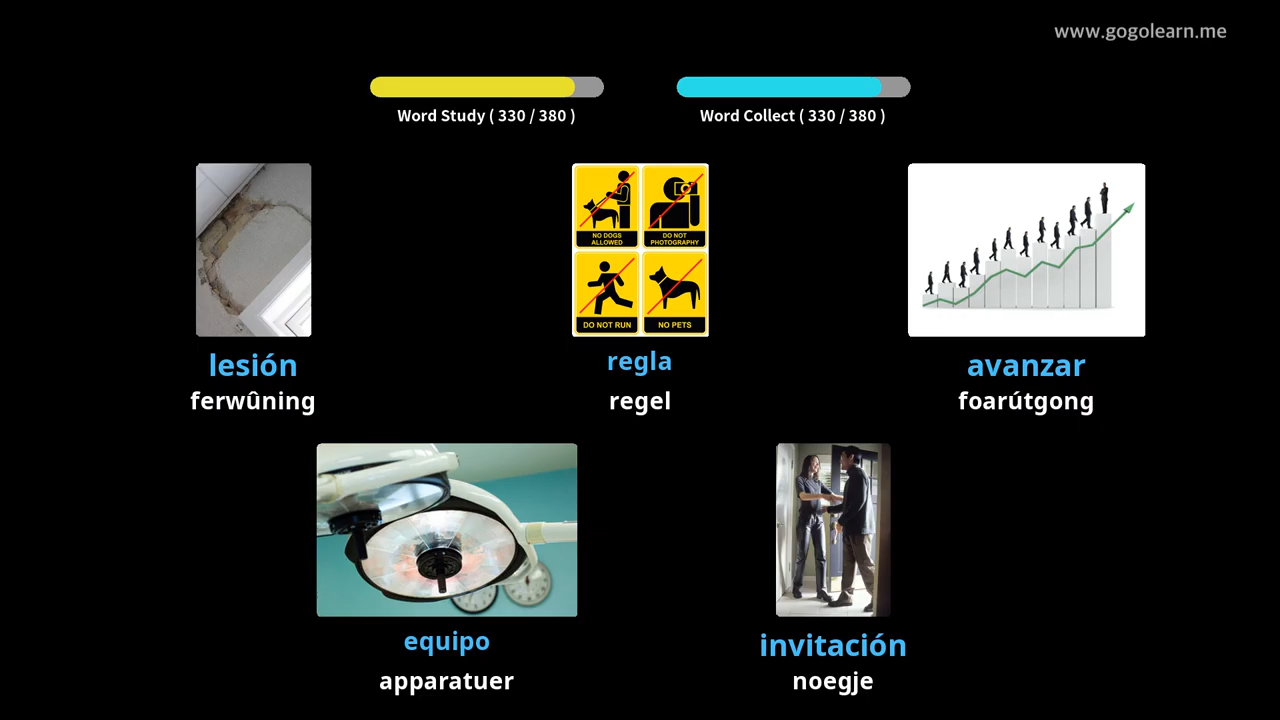 www.gogolearn.me
Word Study ( 330 / 380 )
Word Collect ( 330 / 380 )
NO DOGS
ALLOWED
DO NOT
PHOTOGRAPHY
DO NOT RUN
NO PETS
lesión
regla
avanzar
ferwûning
regel
foarútgong
equipo
invitación
apparatuer
noegje